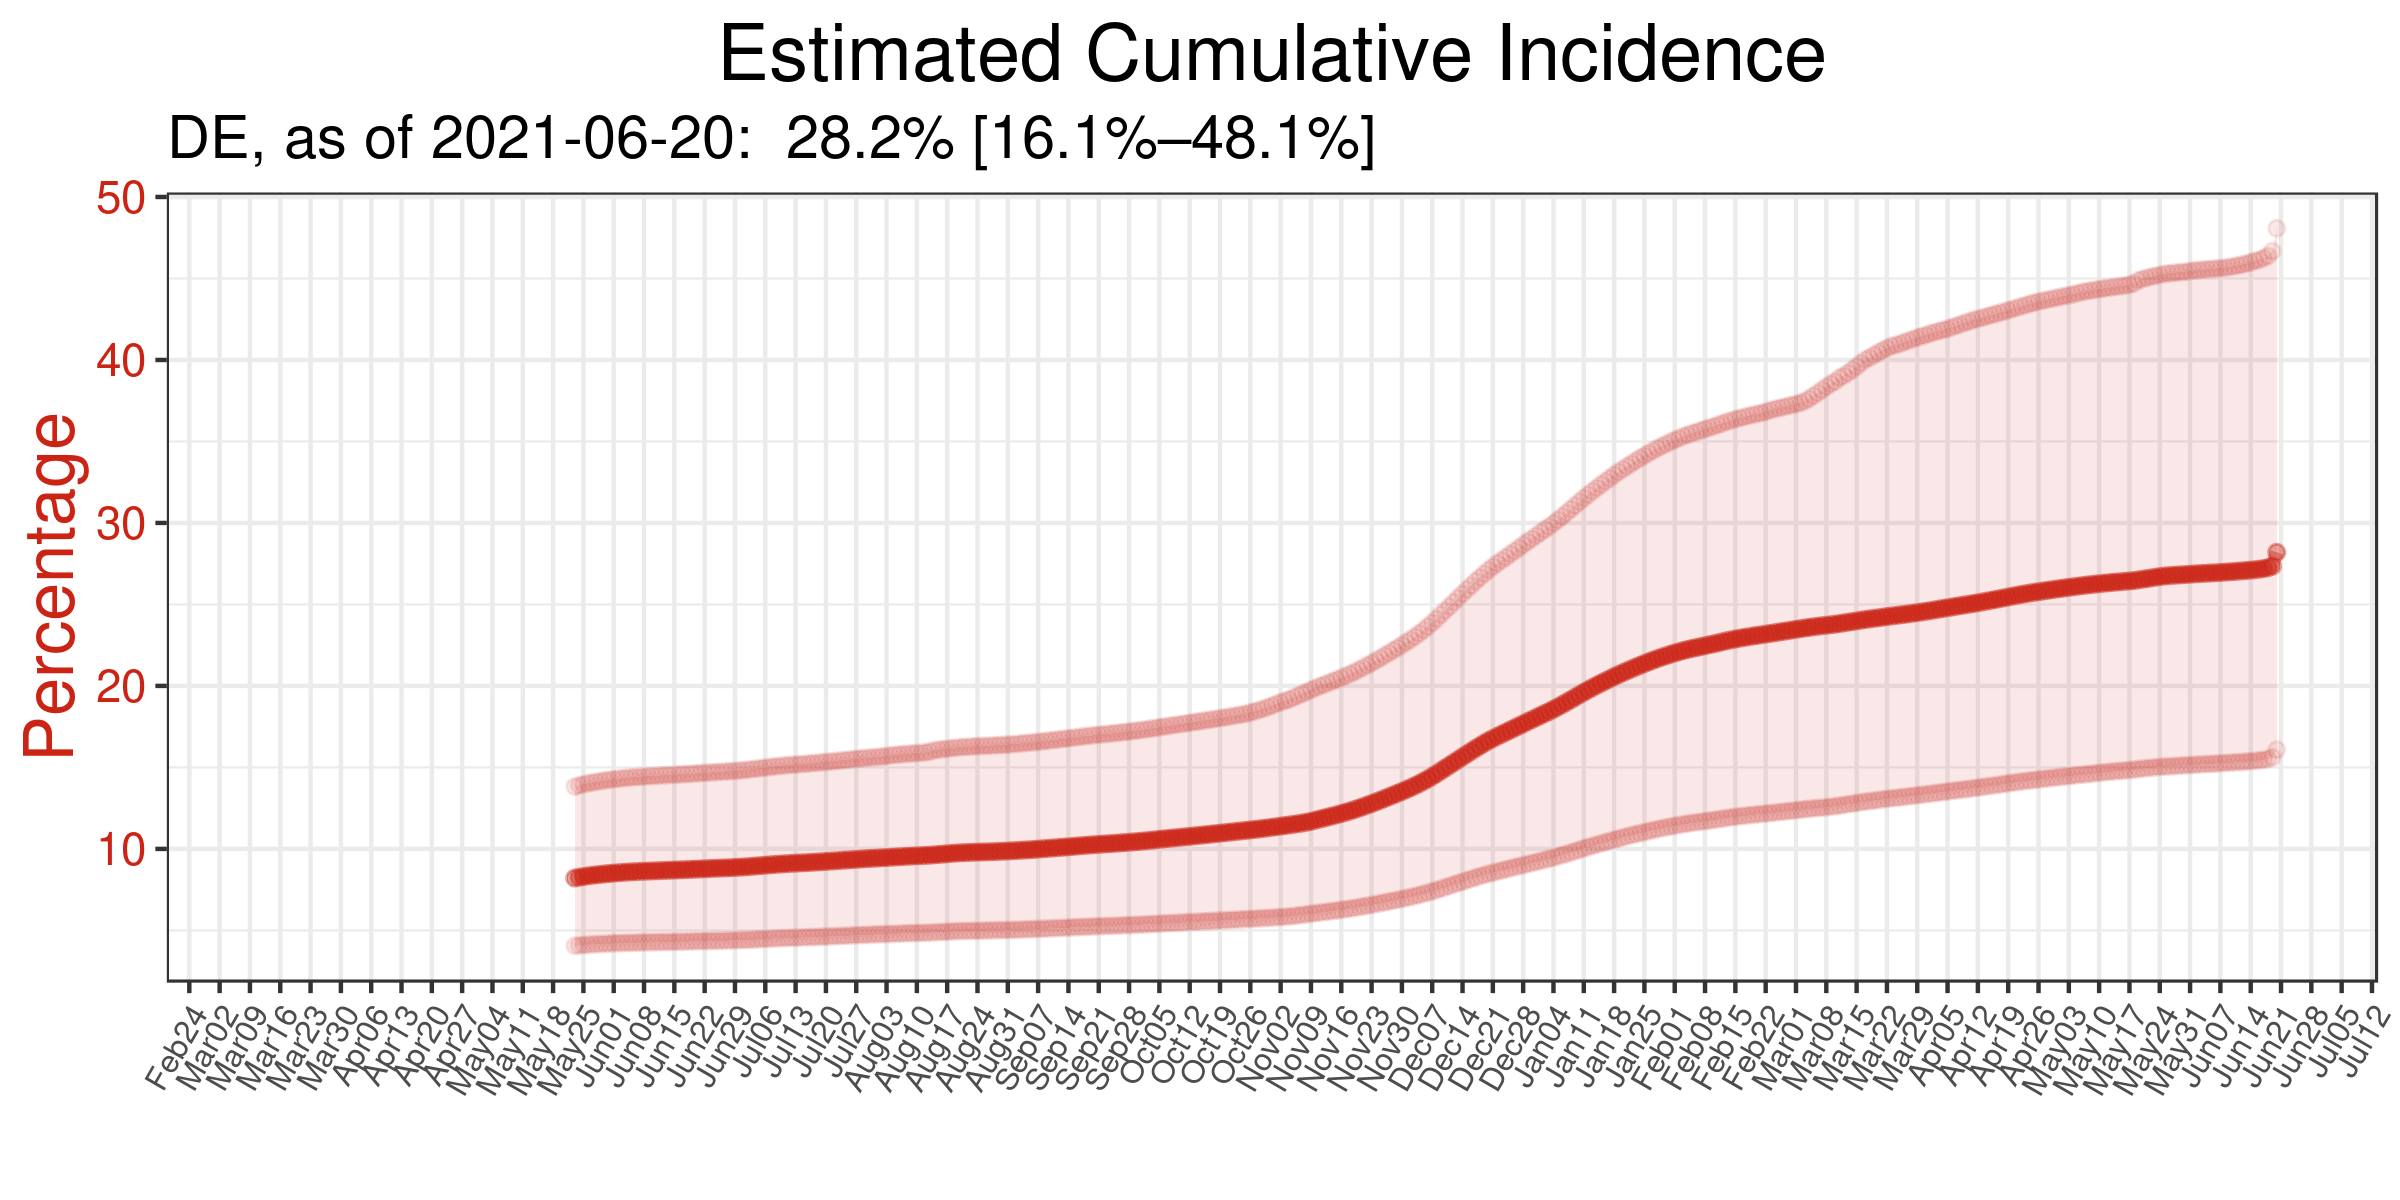 Estimated Cumulative Incidence
DE, as of 2021-06-20:  28.2% [16.1%–48.1%]
Percentage
50
40
30
20
10
Feb24
Mar02
Mar09
Mar16
Mar23
Mar30
Apr06
Apr13
Apr20
Apr27
May04
May11
May18
May25
Jun01
Jun08
Jun15
Jun22
Jun29
Jul06
Jul13
Jul20
Jul27
Aug03
Aug10
Aug17
Aug24
Aug31
Sep07
Sep14
Sep21
Sep28
Oct05
Oct12
Oct19
Oct26
Nov02
Nov09
Nov16
Nov23
Nov30
Dec07
Dec14
Dec21
Dec28
Jan04
Jan11
Jan18
Jan25
Feb01
Feb08
Feb15
Feb22
Mar01
Mar08
Mar15
Mar22
Mar29
Apr05
Apr12
Apr19
Apr26
May03
May10
May17
May24
May31
Jun07
Jun14
Jun21
Jun28
Jul05
Jul12